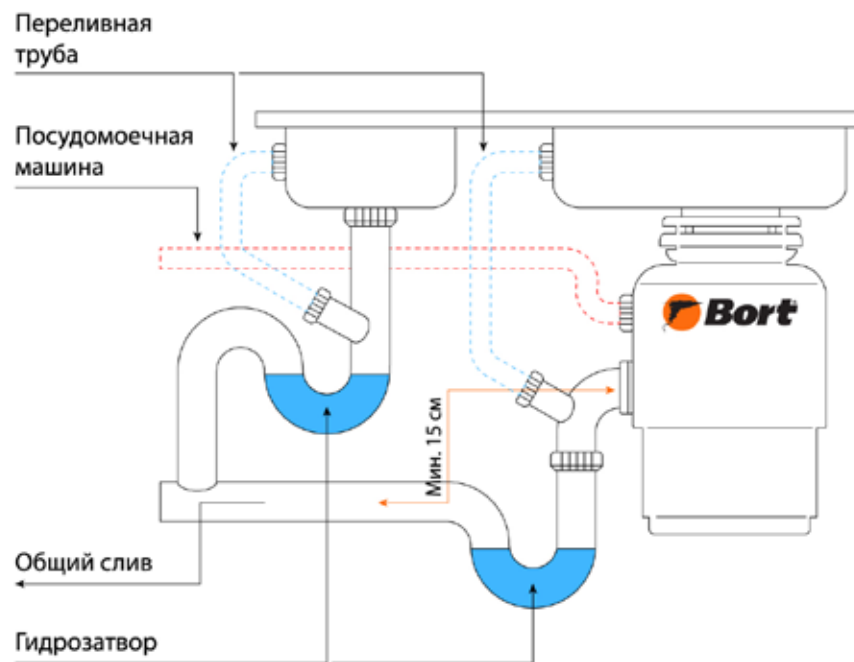 Переливная
труба
Посудомоечная
машина
Bort
Мин. 15 см
Общий слив
Гидрозатвор